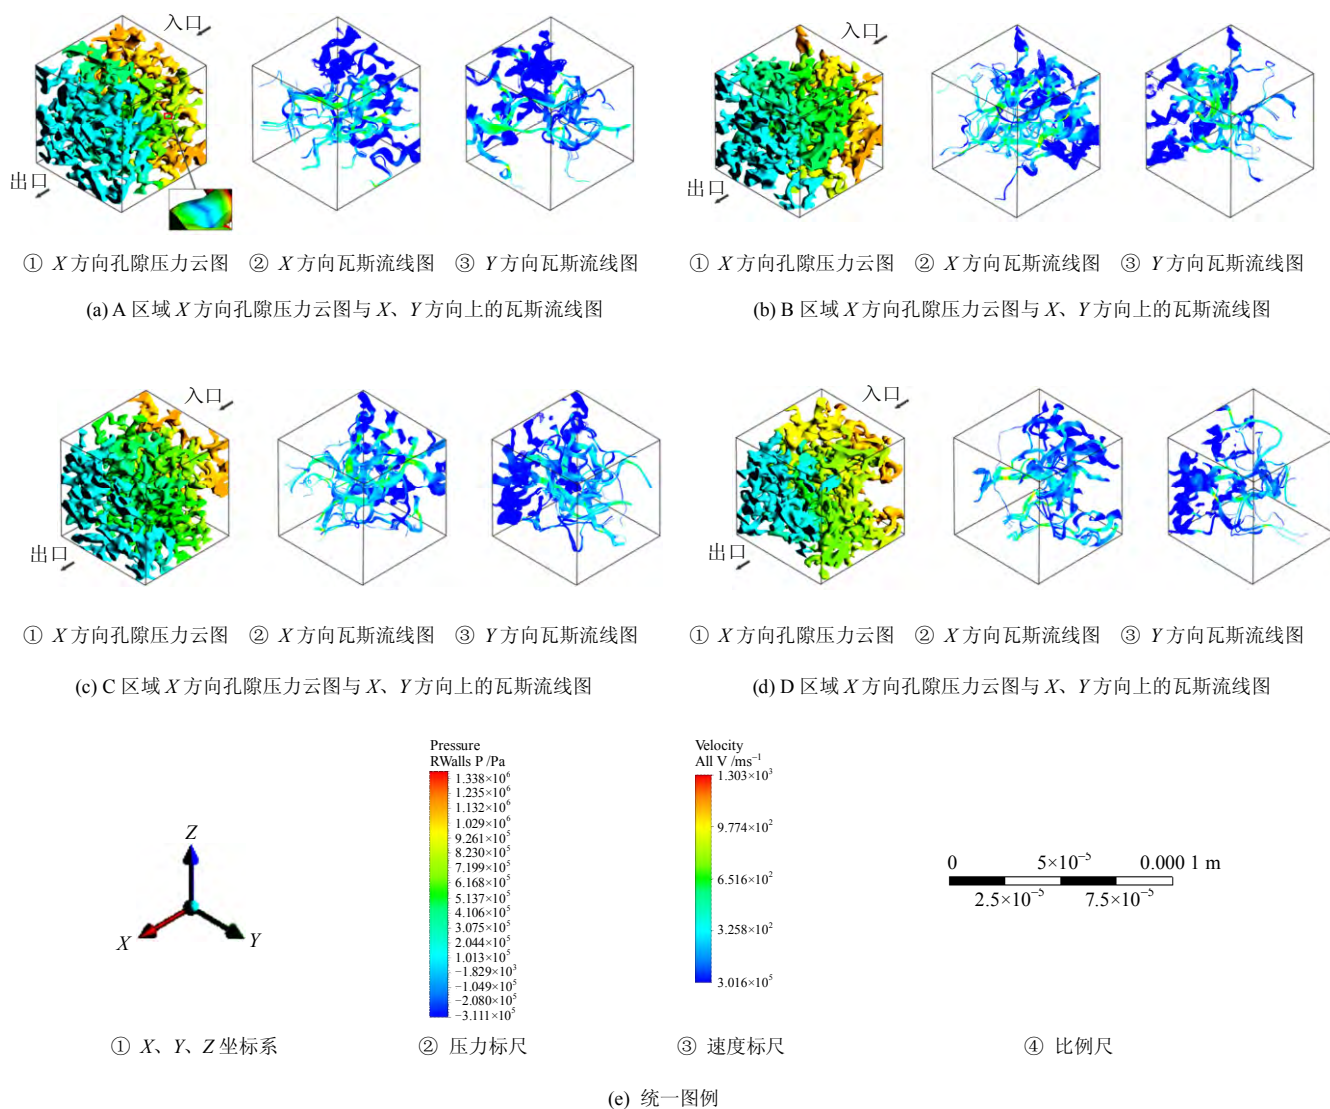 入口
出口
① X方向孔隙压力云图 ② X方向瓦斯流线图 ③ Y方向瓦斯流线图
(a) A 区域 X 方向孔隙压力云图与 X、Y 方向上的瓦斯流线图
入口
出口
① X方向孔隙压力云图 ② X方向瓦斯流线图 ③ Y方向瓦斯流线图
(b) B 区域 X 方向孔隙压力云图与 X、Y 方向上的瓦斯流线图
入口
出口
① X方向孔隙压力云图 ② X方向瓦斯流线图 ③ Y方向瓦斯流线图
(c) C 区域 X 方向孔隙压力云图与 X、Y 方向上的瓦斯流线图
入口
出口
① X方向孔隙压力云图 ② X方向瓦斯流线图 ③ Y方向瓦斯流线图
(d) D 区域 X 方向孔隙压力云图与 X、Y 方向上的瓦斯流线图
Z
X
Y
① X、Y、Z 坐标系
Pressure
RWalls P /Pa
1.338×10⁶
1.235×10⁶
1.132×10⁶
1.029×10⁶
9.261×10⁵
8.230×10⁵
7.199×10⁵
6.168×10⁵
5.137×10⁵
4.106×10⁵
3.075×10⁵
2.044×10⁵
1.013×10⁵
−1.829×10³
−1.049×10⁵
−2.080×10⁵
−3.111×10⁵
② 压力标尺
Velocity
All V /ms⁻¹
1.303×10³
9.774×10²
6.516×10²
3.258×10²
3.016×10⁵
③ 速度标尺
0 5×10⁻⁵ 0.000 1 m
2.5×10⁻⁵ 7.5×10⁻⁵
④ 比例尺
(e) 统一图例